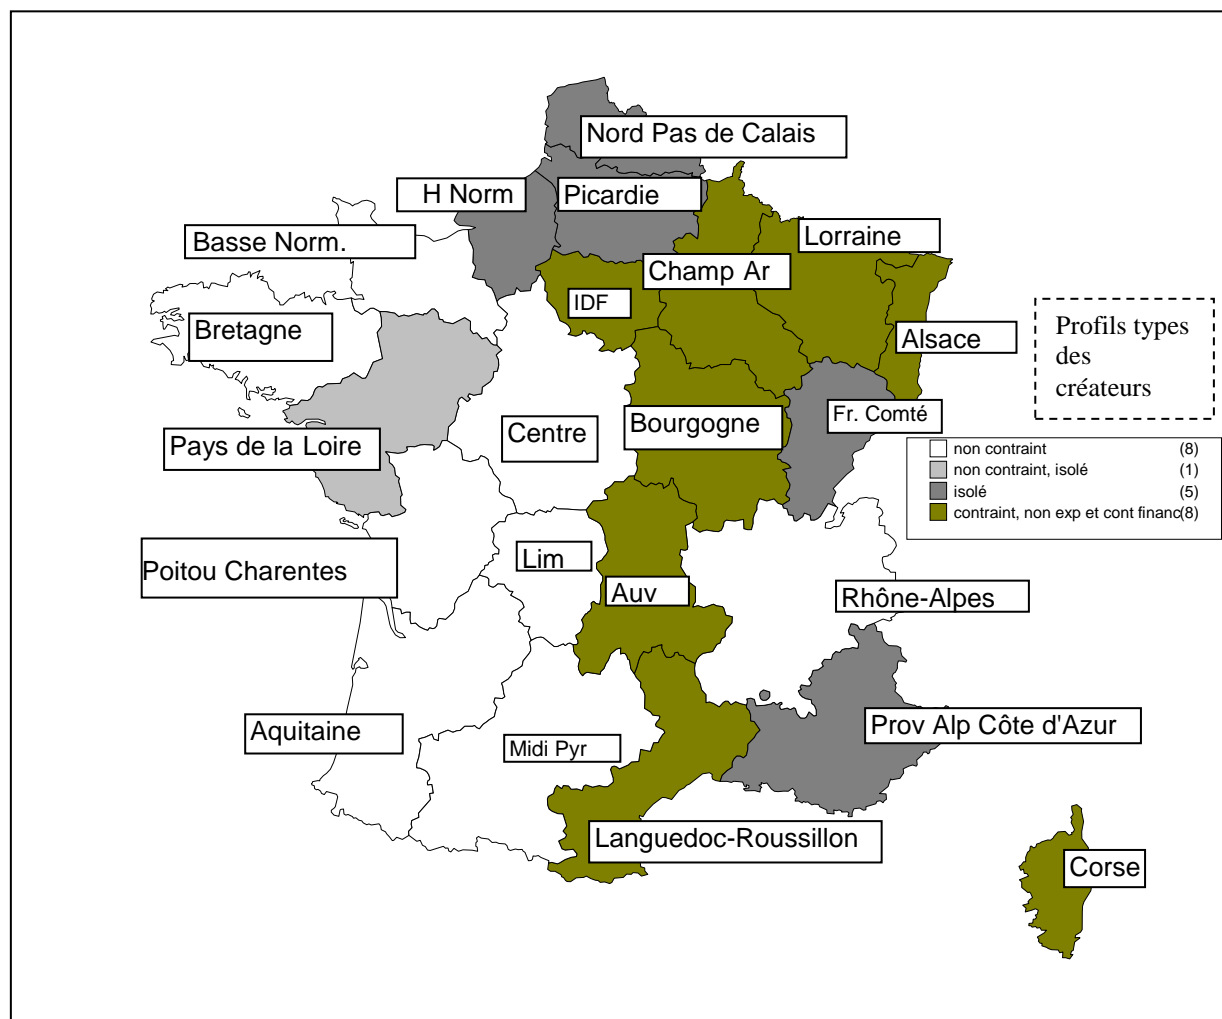 Nord Pas de Calais
H Norm
Picardie
Basse Norm.
Lorraine
Champ Ar
IDF
Bretagne
Alsace
Profils types
des
créateurs
Pays de la Loire
Centre
Bourgogne
Fr. Comté
non contraint (8)
non contraint, isolé (1)
isolé (5)
contraint, non exp et cont financ(8)
Poitou Charentes
Lim
Auv
Rhône-Alpes
Aquitaine
Midi Pyr
Prov Alp Côte d'Azur
Languedoc-Roussillon
Corse